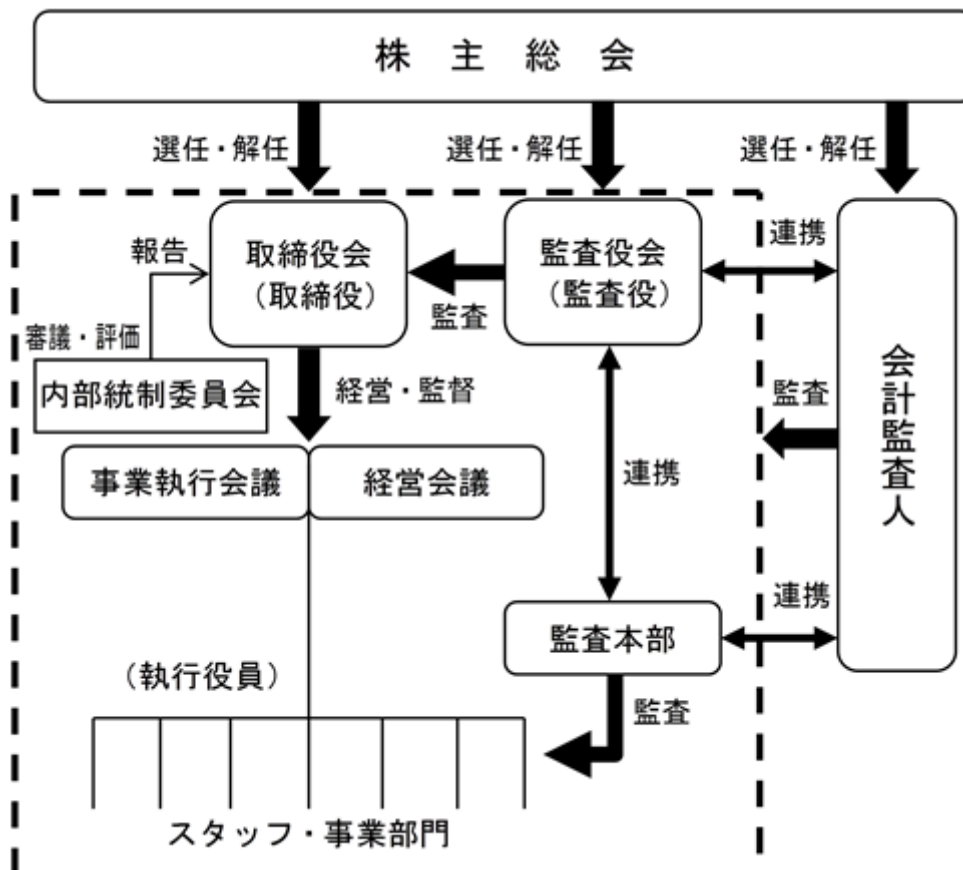 株主総会
選任・解任
選任・解任
選任・解任
取締役会
（取締役）
監査役会
（監査役）
連携
報告
監査
審議・評価
内部統制委員会
経営・監督
会計監査人
監査
事業執行会議
経営会議
連携
連携
監査本部
（執行役員）
監査
スタッフ・事業部門